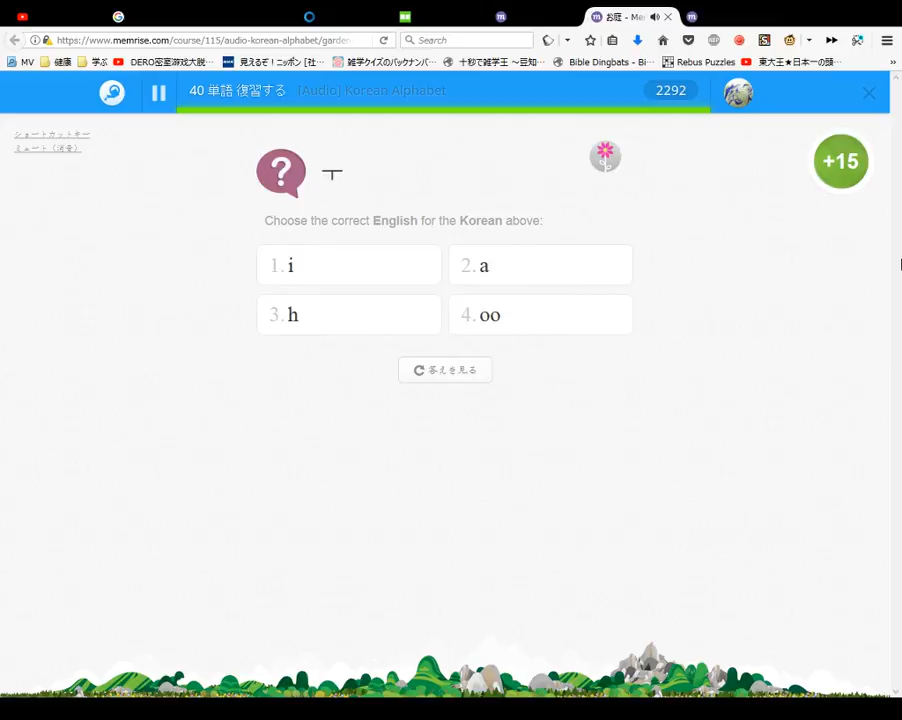 お庭 - Me
https://www.memrise.com/course/115/audio-korean-alphabet/garde
Search
MV 健康 学ぶ DERO密室游戏大脱… 見えるぞ！ニッポン [社… 雑学クイズのバックナンバ… 十秒で雑学王 ～豆知… Bible Dingbats - Bi… Rebus Puzzles 東大王★日本一の頭…
40 単語 復習する [Audio] Korean Alphabet 2292
ショートカットキー
ミュート（消音）
+15
? ㅜ
Choose the correct English for the Korean above:
1. i 2. a
3. h 4. oo
答えを見る